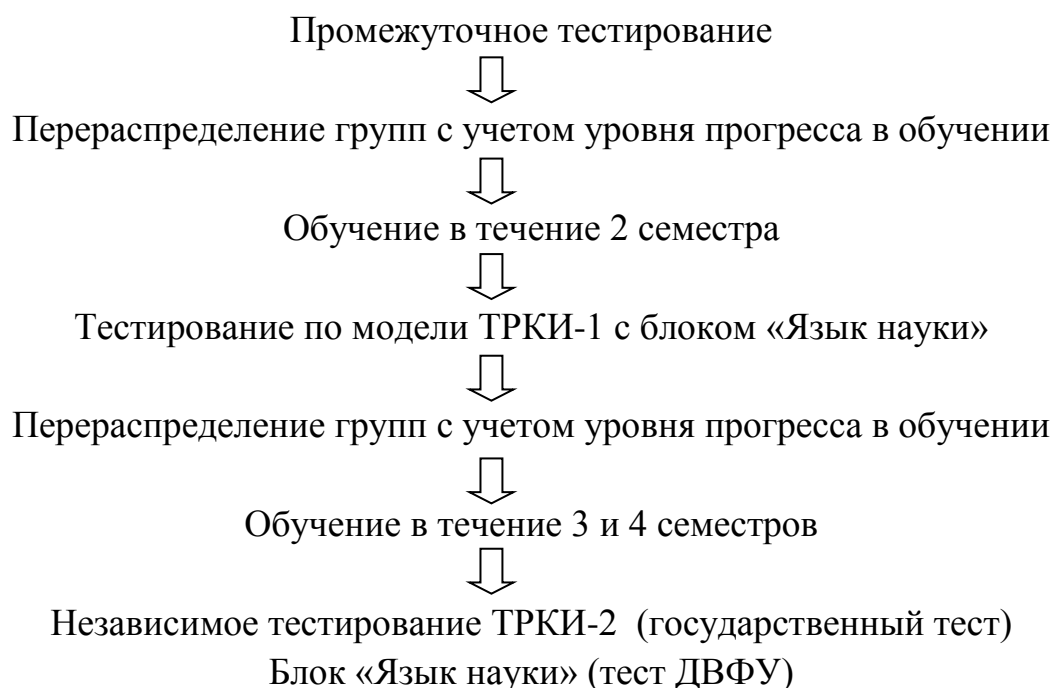 Промежуточное тестирование
Перераспределение групп с учетом уровня прогресса в обучении
Обучение в течение 2 семестра
Тестирование по модели ТРКИ-1 с блоком «Язык науки»
Перераспределение групп с учетом уровня прогресса в обучении
Обучение в течение 3 и 4 семестров
Независимое тестирование ТРКИ-2 (государственный тест)
Блок «Язык науки» (тест ДВФУ)